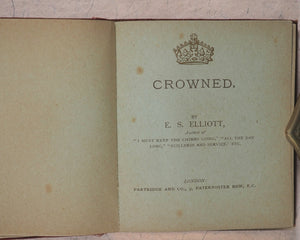 CROWNED.
BY
E. S. ELLIOTT,
Author of
"I MUST KEEP THE CHIMES GOING," "ALL THE DAY
LONG," "STILLNESS AND SERVICE," ETC.
LONDON:
PARTRIDGE AND CO., 9, PATERNOSTER ROW, E.C.